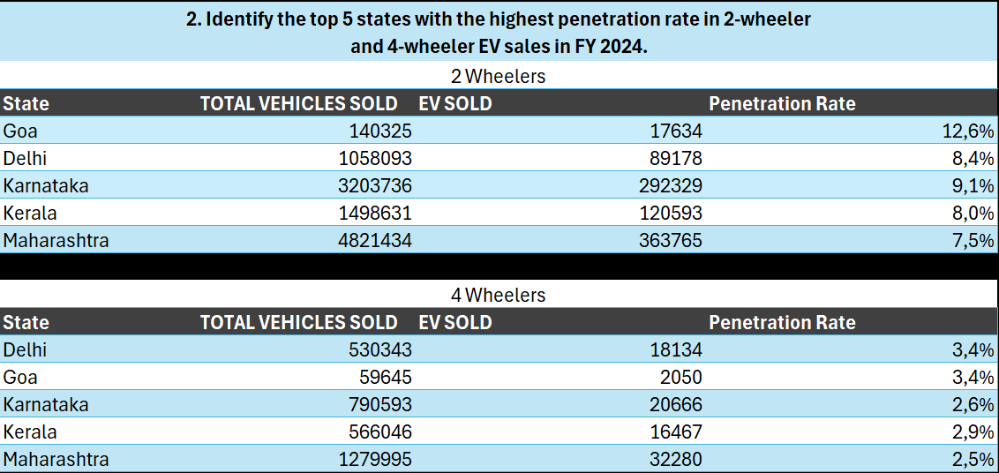 2. Identify the top 5 states with the highest penetration rate in 2-wheeler
and 4-wheeler EV sales in FY 2024.
2 Wheelers
State TOTAL VEHICLES SOLD EV SOLD Penetration Rate
Goa 140325 17634 12,6%
Delhi 1058093 89178 8,4%
Karnataka 3203736 292329 9,1%
Kerala 1498631 120593 8,0%
Maharashtra 4821434 363765 7,5%
4 Wheelers
State TOTAL VEHICLES SOLD EV SOLD Penetration Rate
Delhi 530343 18134 3,4%
Goa 59645 2050 3,4%
Karnataka 790593 20666 2,6%
Kerala 566046 16467 2,9%
Maharashtra 1279995 32280 2,5%